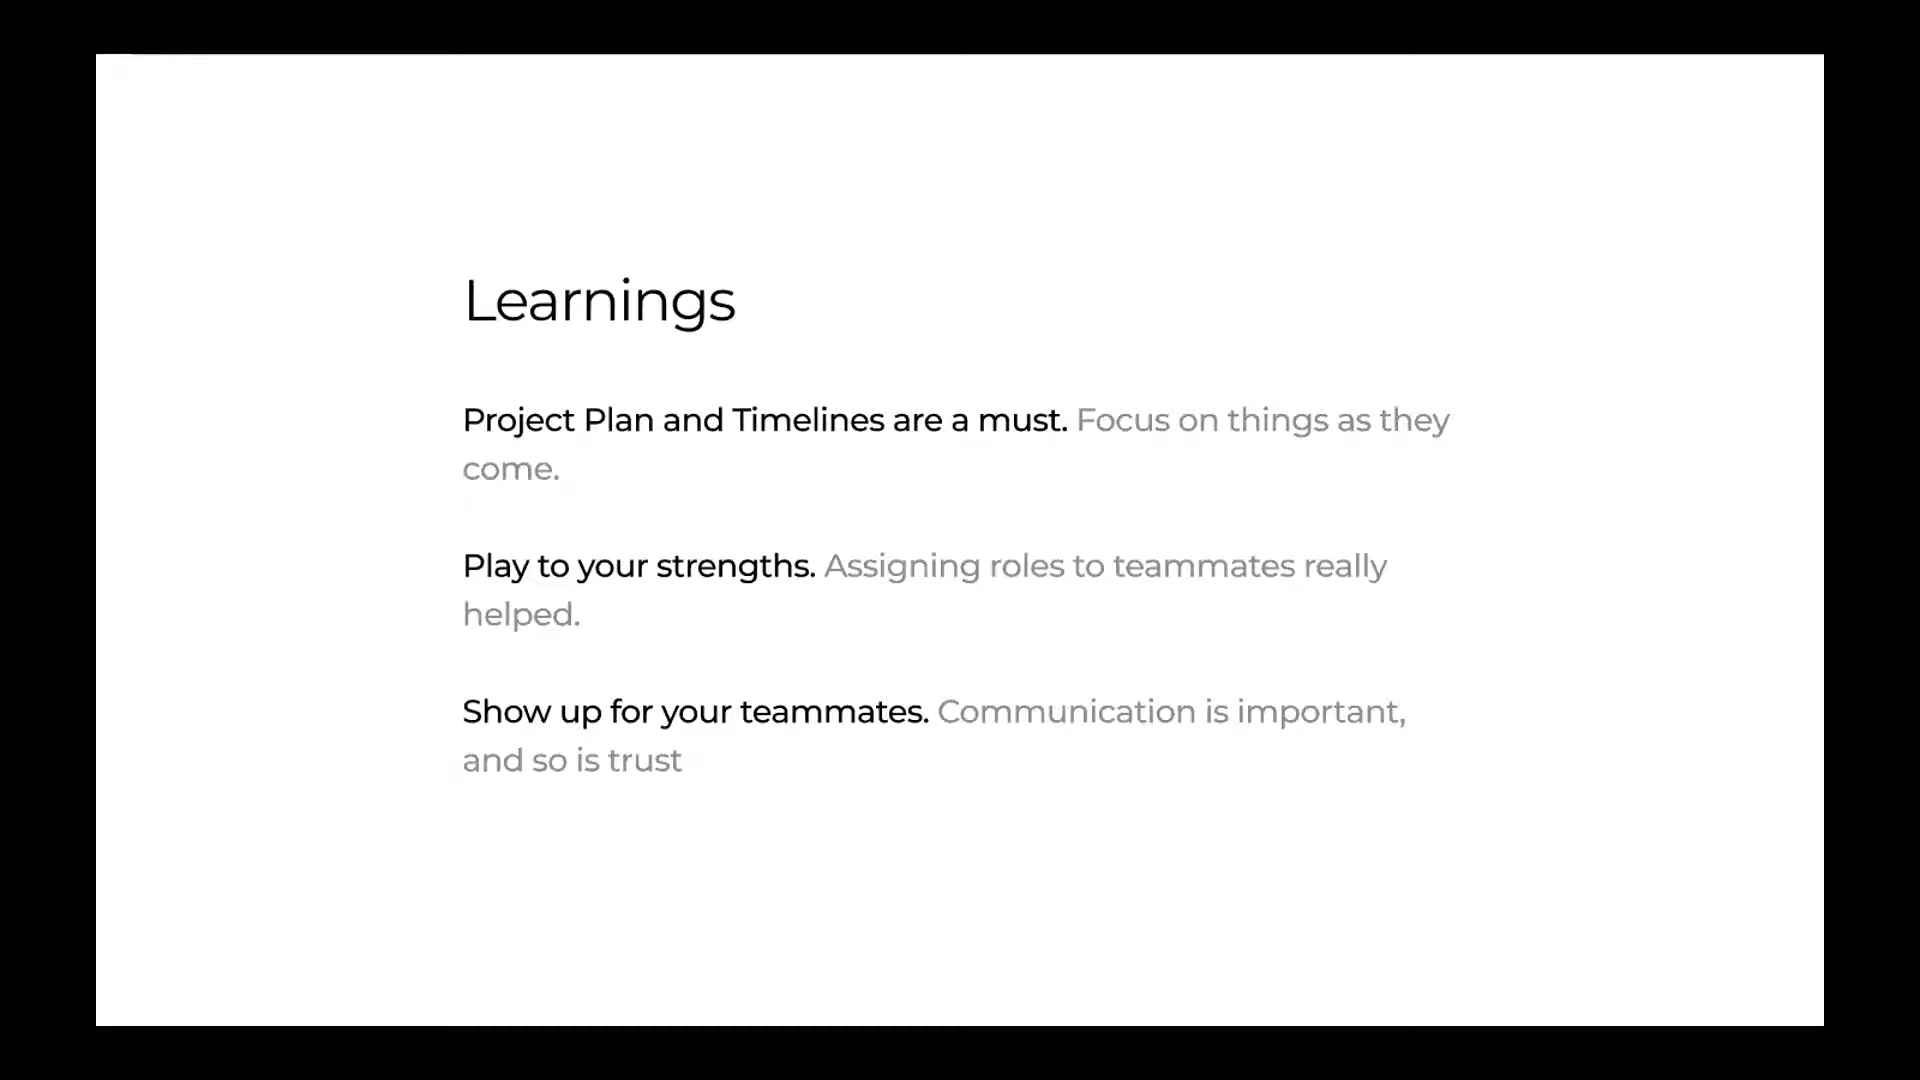 Learnings
Project Plan and Timelines are a must. Focus on things as they
come.
Play to your strengths. Assigning roles to teammates really
helped.
Show up for your teammates. Communication is important,
and so is trust